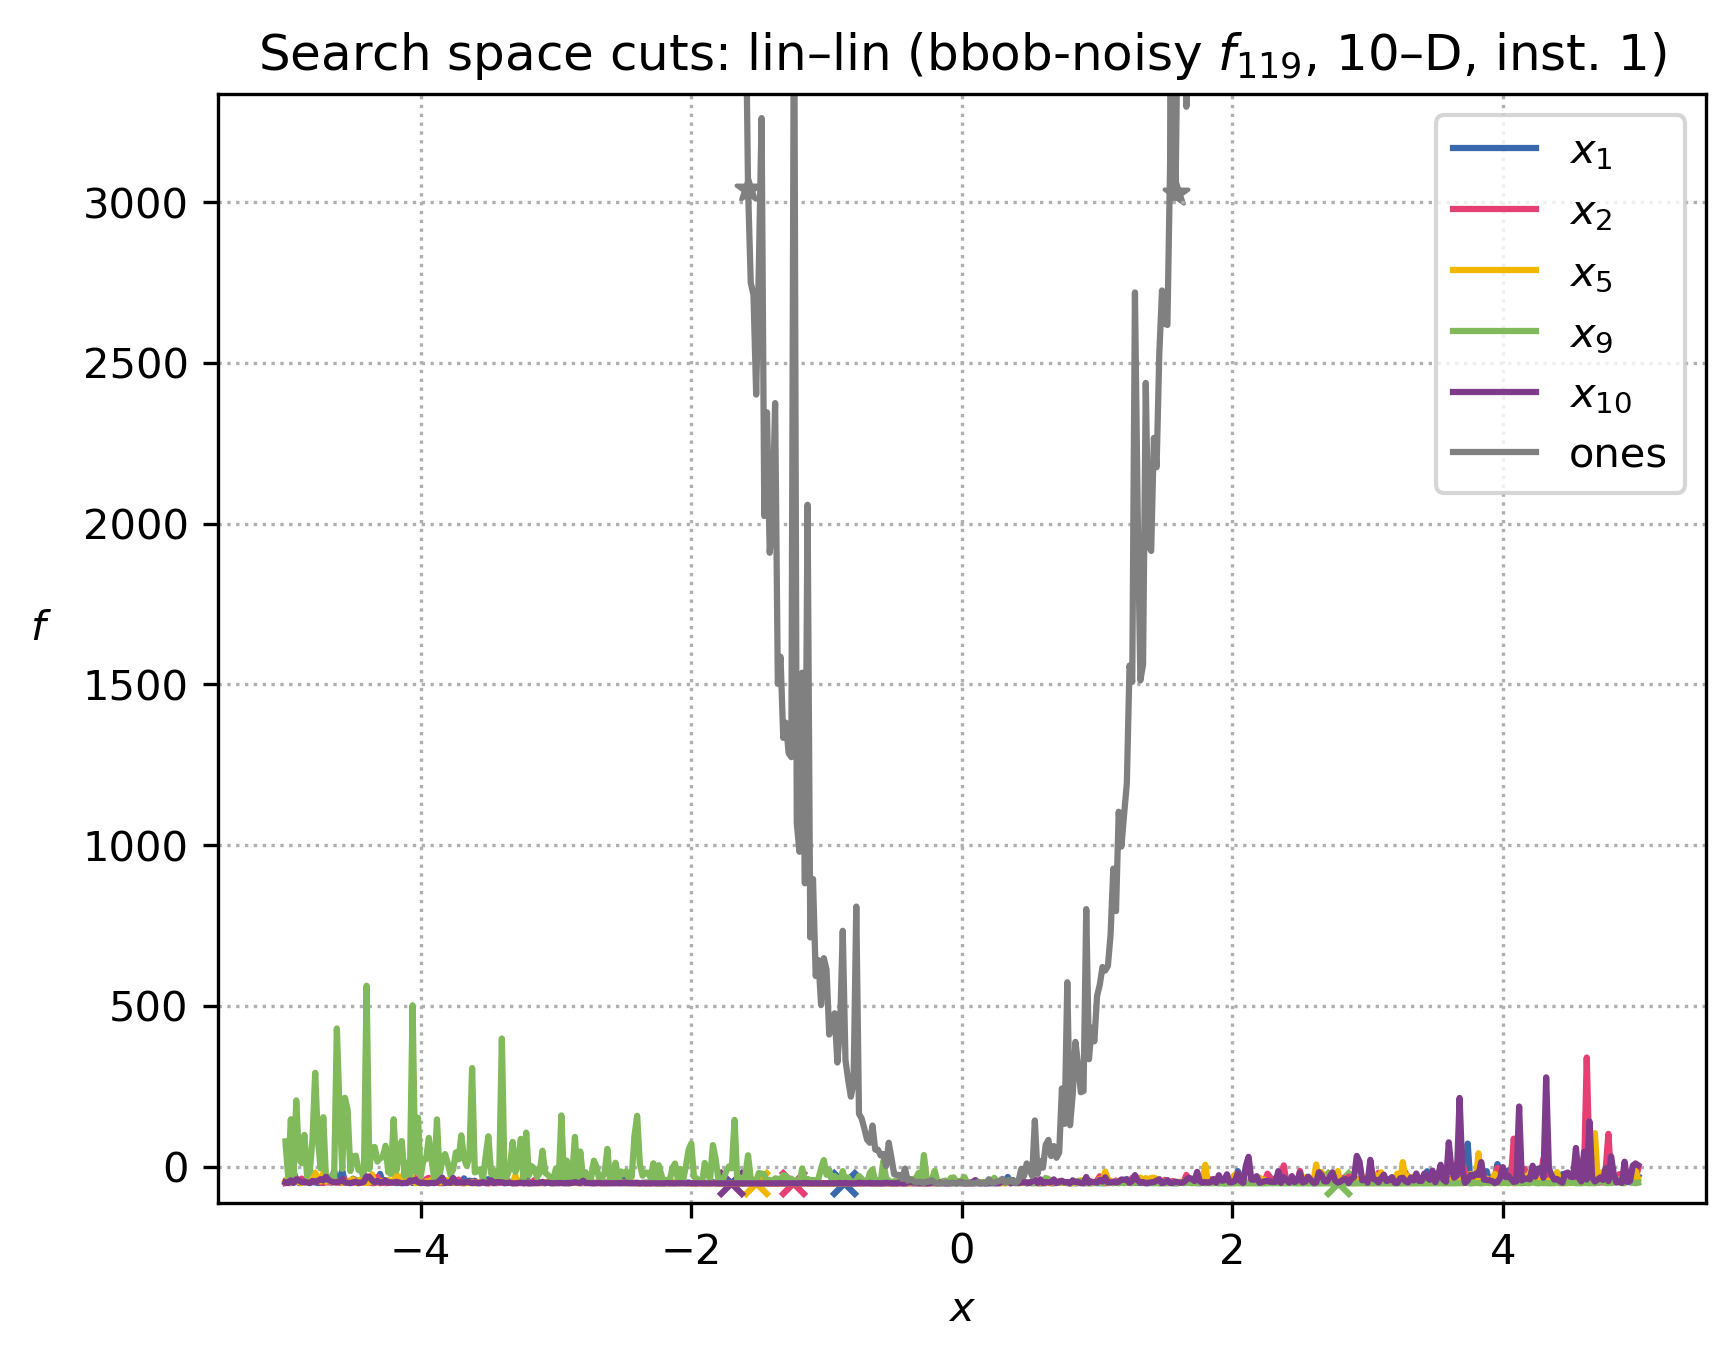 Search space cuts: lin–lin (bbob-noisy f₁₁₉, 10–D, inst. 1)
3000
2500
2000
1500
1000
500
0
f
−4
−2
0
2
4
x
x₁
x₂
x₅
x₉
x₁₀
ones